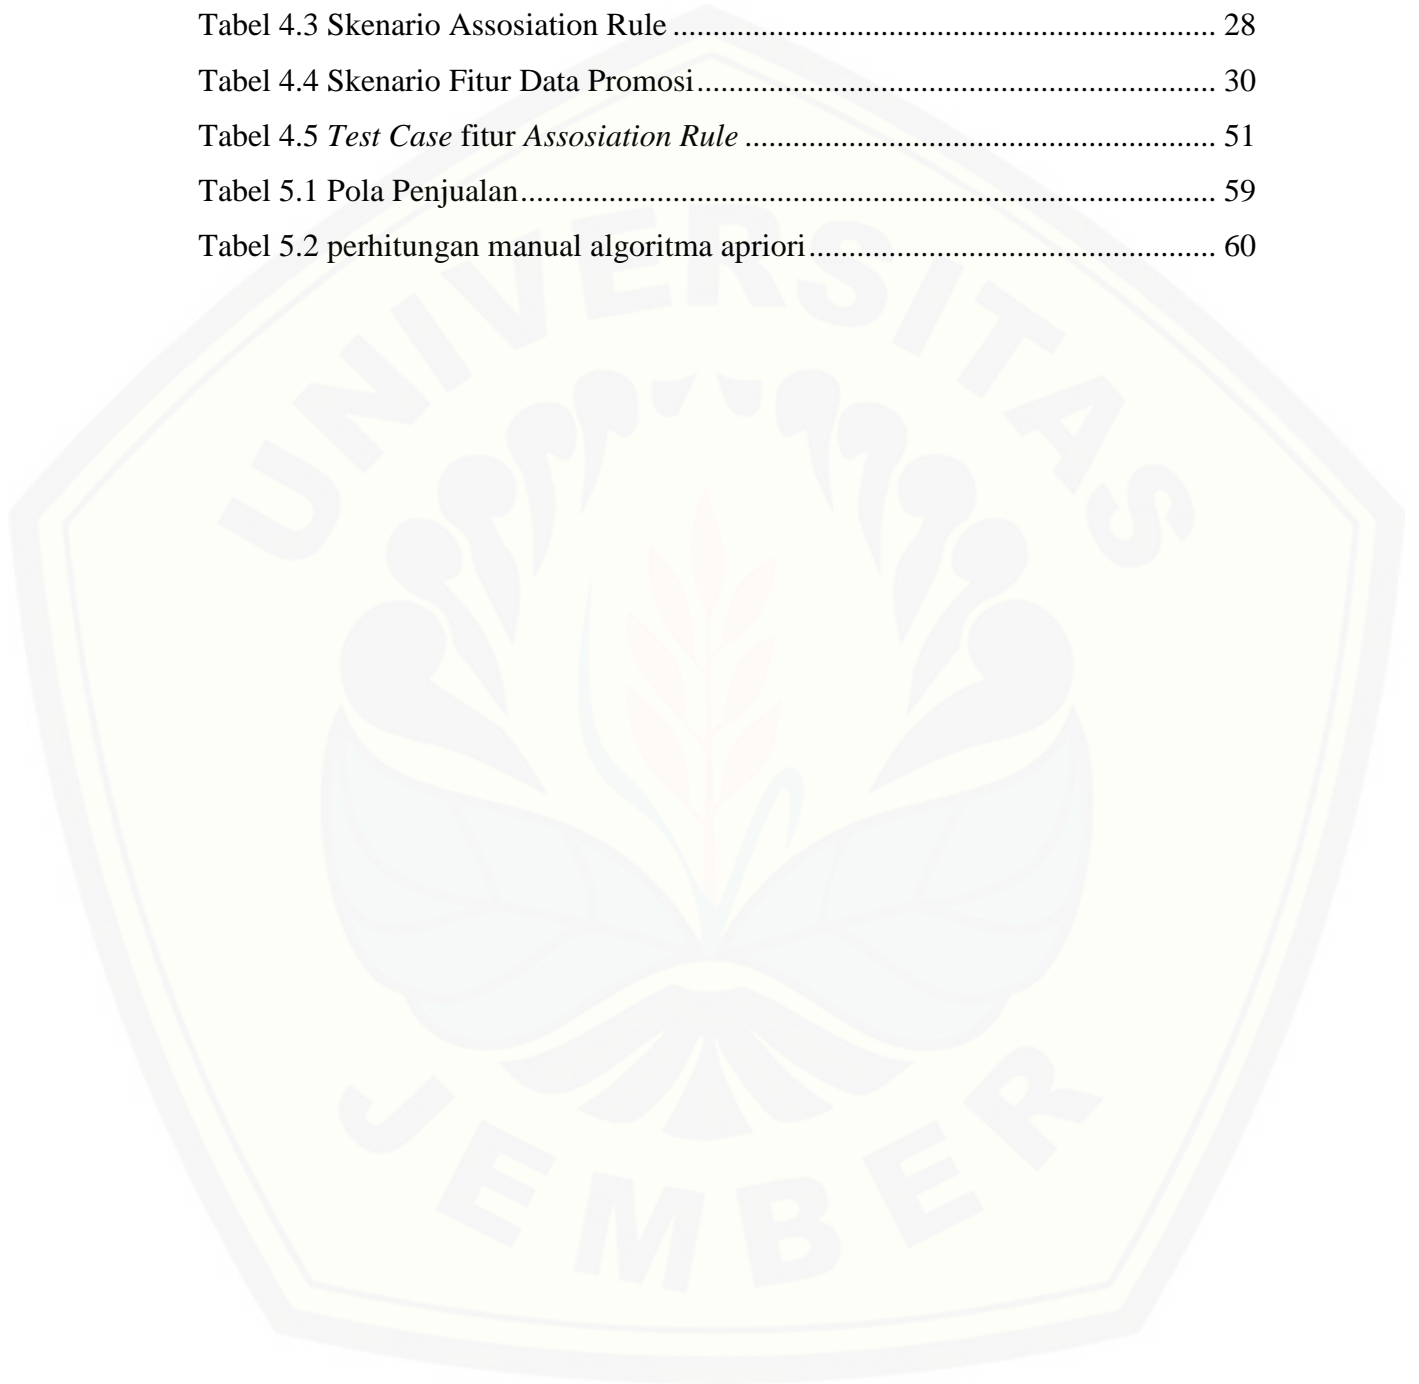 Tabel 4.3 Skenario Assosiation Rule ..................................................................... 28
Tabel 4.4 Skenario Fitur Data Promosi.................................................................. 30
Tabel 4.5 Test Case fitur Assosiation Rule ............................................................ 51
Tabel 5.1 Pola Penjualan........................................................................................ 59
Tabel 5.2 perhitungan manual algoritma apriori.................................................... 60
UNIVERSITAS
JEMBER